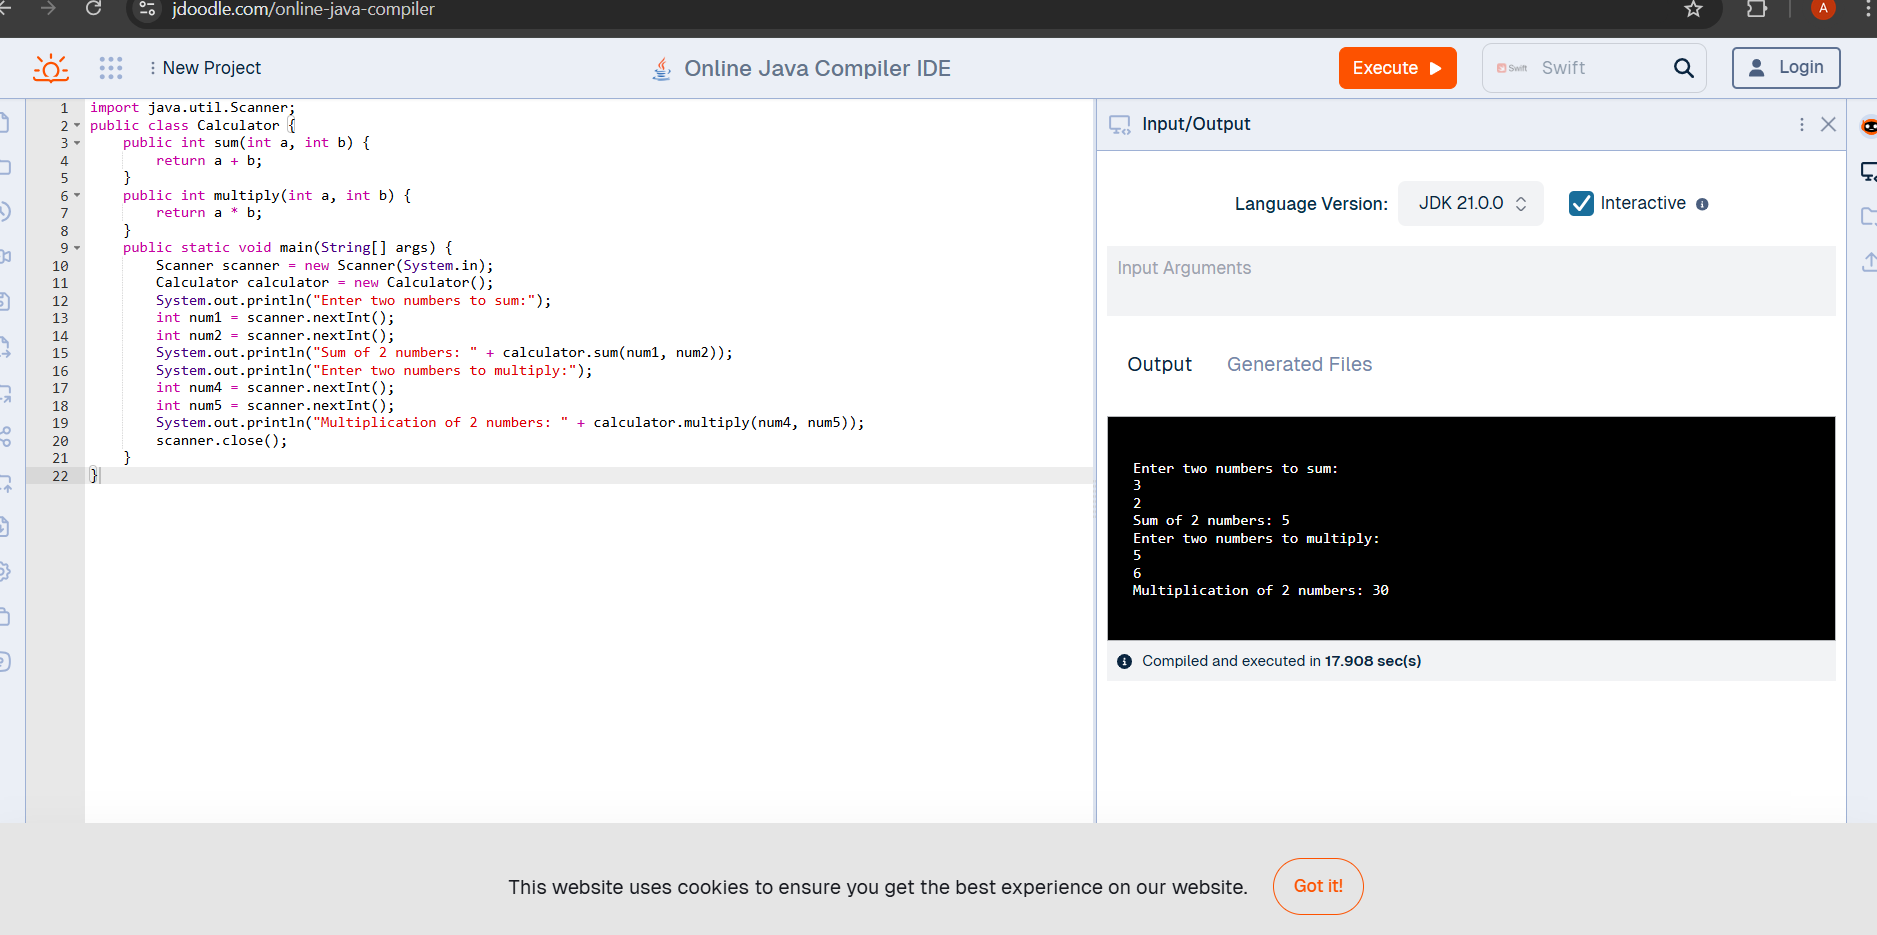 jdoodle.com/online-java-compiler
A
New Project
Online Java Compiler IDE
Execute
Swift
Swift
Login
1 import java.util.Scanner;
2 public class Calculator {
3     public int sum(int a, int b) {
4         return a + b;
5     }
6     public int multiply(int a, int b) {
7         return a * b;
8     }
9     public static void main(String[] args) {
10         Scanner scanner = new Scanner(System.in);
11         Calculator calculator = new Calculator();
12         System.out.println("Enter two numbers to sum:");
13         int num1 = scanner.nextInt();
14         int num2 = scanner.nextInt();
15         System.out.println("Sum of 2 numbers: " + calculator.sum(num1, num2));
16         System.out.println("Enter two numbers to multiply:");
17         int num4 = scanner.nextInt();
18         int num5 = scanner.nextInt();
19         System.out.println("Multiplication of 2 numbers: " + calculator.multiply(num4, num5));
20         scanner.close();
21     }
22 }
Input/Output
Language Version: JDK 21.0.0 Interactive
Input Arguments
Output Generated Files
Enter two numbers to sum:
3
2
Sum of 2 numbers: 5
Enter two numbers to multiply:
5
6
Multiplication of 2 numbers: 30
Compiled and executed in 17.908 sec(s)
This website uses cookies to ensure you get the best experience on our website. Got it!